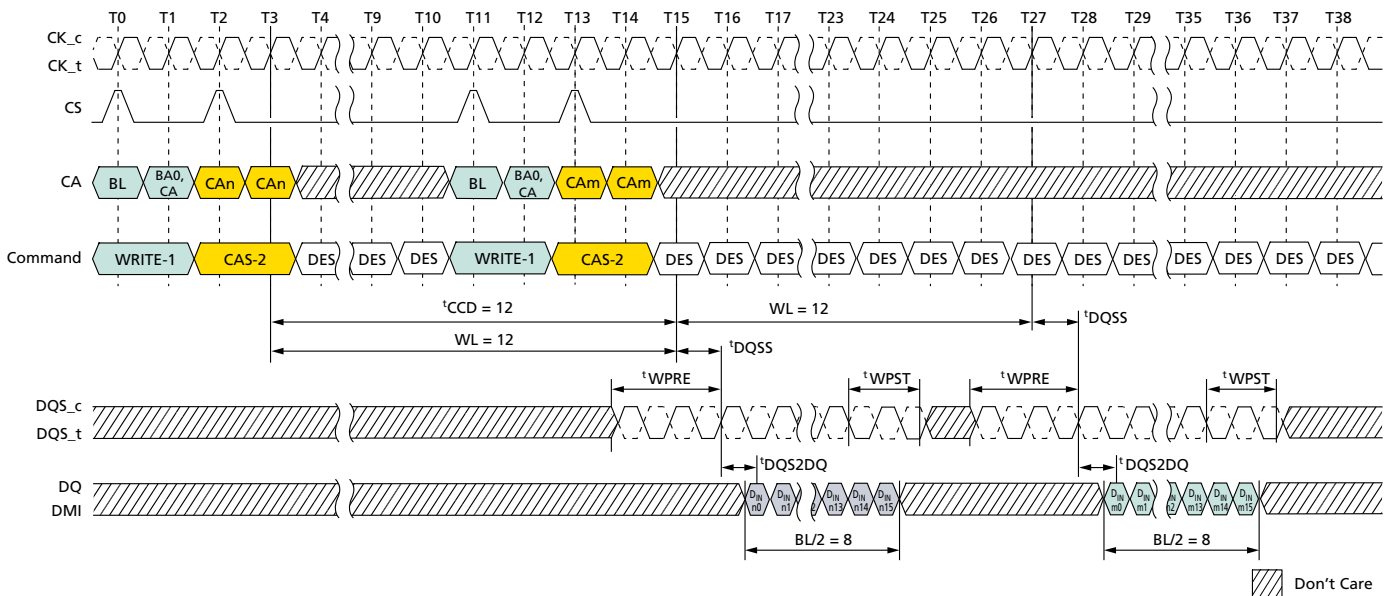 T0 T1 T2 T3 T4 T9 T10 T11 T12 T13 T14 T15 T16 T17 T23 T24 T25 T26 T27 T28 T29 T35 T36 T37 T38
CK_c
CK_t
CS
CA BL BA0, CA CAn CAn BL BA0, CA CAm CAm
Command WRITE-1 CAS-2 DES DES DES WRITE-1 CAS-2 DES DES DES DES DES DES DES DES DES DES DES DES DES DES
tCCD = 12 WL = 12 tDQSS
WL = 12 tDQSS
tWPRE tWPST tWPRE tWPST
DQS_c
DQS_t
tDQS2DQ tDQS2DQ
DQ DIN n0 DIN n1 DIN n13 DIN n14 DIN n15 DIN m0 DIN m1 DIN m13 DIN m14 DIN m15
DMI
BL/2 = 8 BL/2 = 8
Don't Care